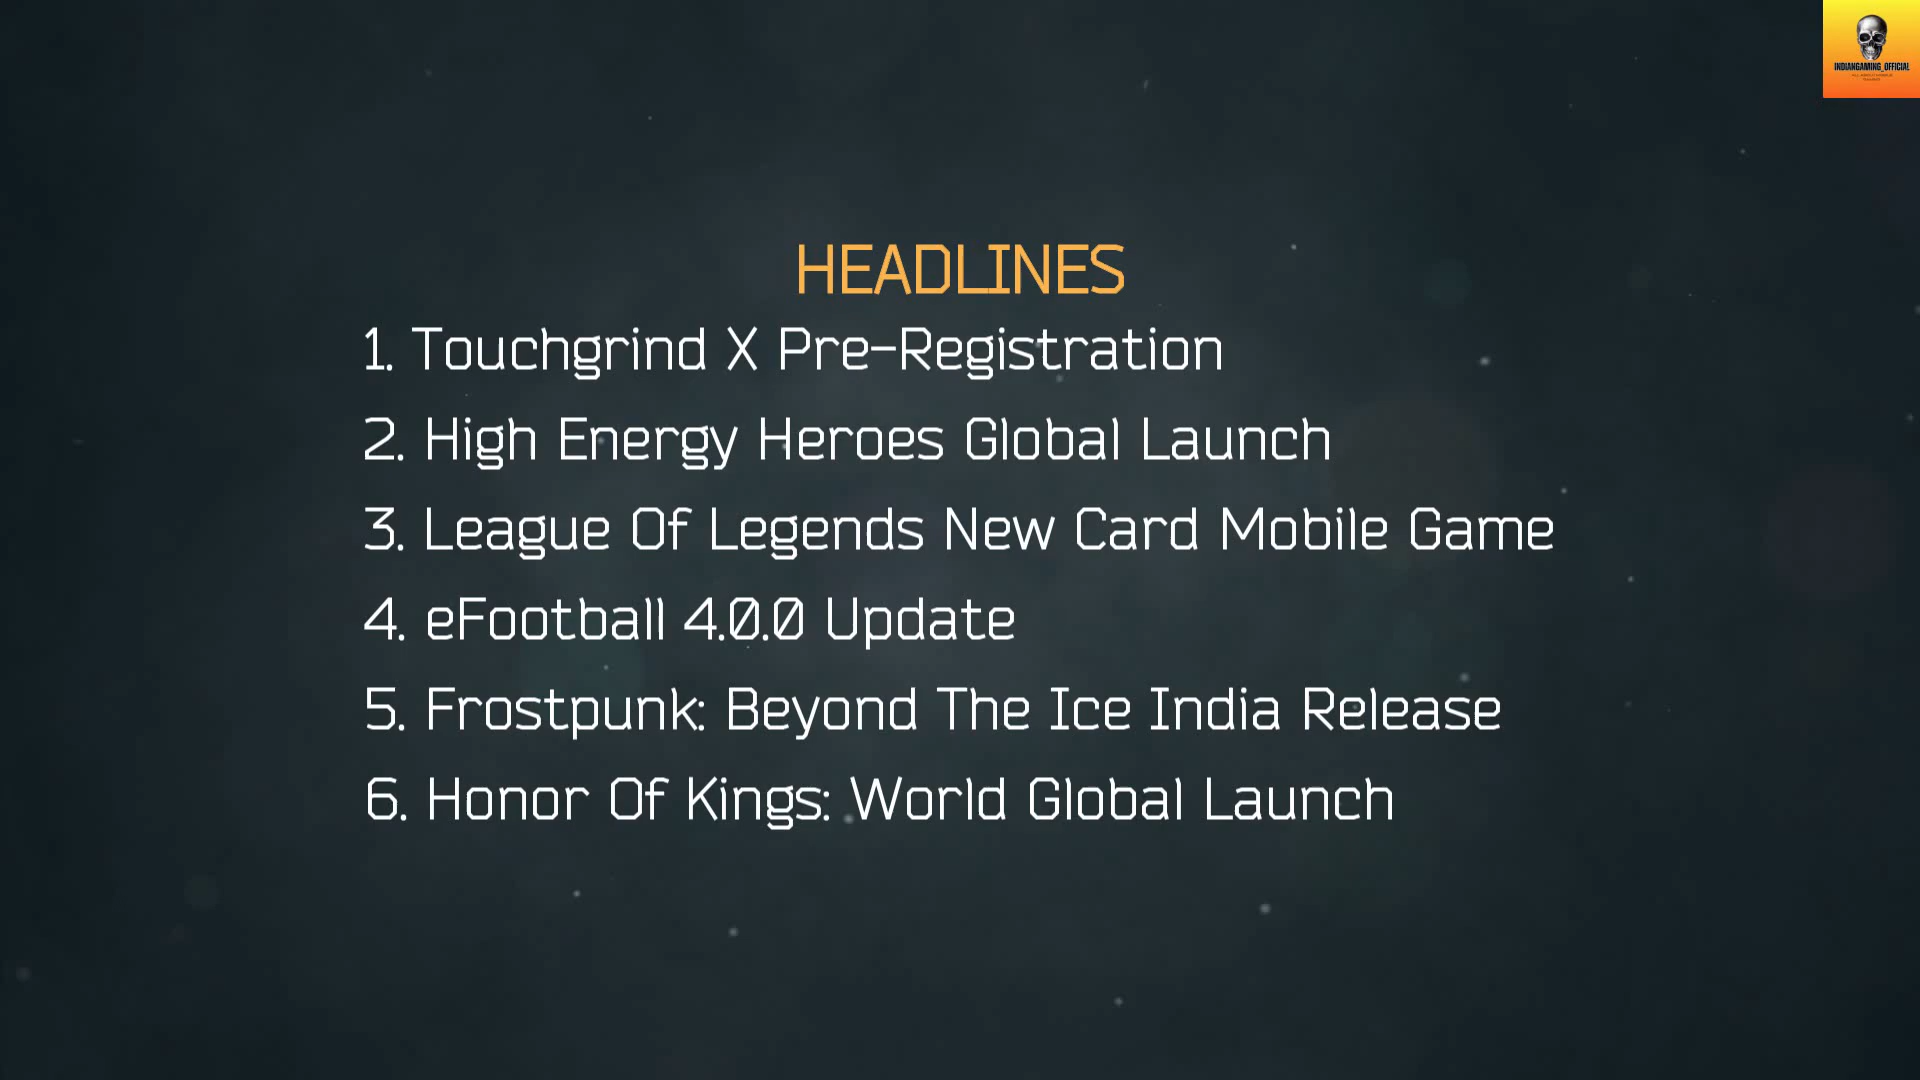 INDIANGAMING_OFFICIAL
HEADLINES
1. Touchgrind X Pre-Registration
2. High Energy Heroes Global Launch
3. League Of Legends New Card Mobile Game
4. eFootball 4.0.0 Update
5. Frostpunk: Beyond The Ice India Release
6. Honor Of Kings: World Global Launch